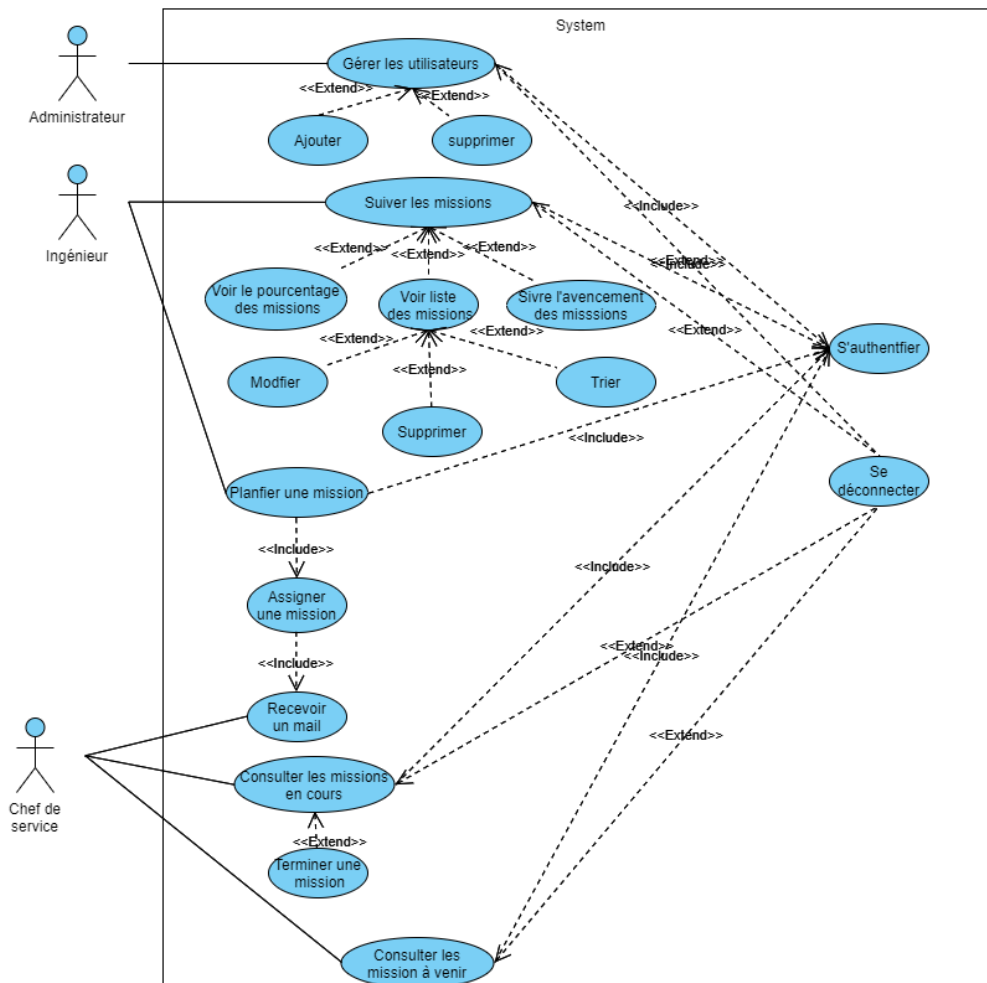 System
Administrateur
Gérer les utilisateurs
<<Extend>>
<<Extend>>
Ajouter
supprimer
Ingénieur
Suiver les missions
<<Include>>
<<Extend>>
<<Extend>>
<<Extend>>
<<Extend>>
<<Include>>
Voir le pourcentage
des missions
Voir liste
des missions
Sivre l'avencement
des misssions
<<Extend>>
<<Extend>>
<<Extend>>
<<Extend>>
S'authentfier
Modfier
Trier
Supprimer
<<Include>>
Se
déconnecter
Planfier une mission
<<Include>>
<<Include>>
Assigner
une mission
<<Include>>
<<Extend>>
<<Include>>
Recevoir
un mail
<<Extend>>
Chef de
service
Consulter les missions
en cours
<<Extend>>
Terminer une
mission
Consulter les
mission à venir